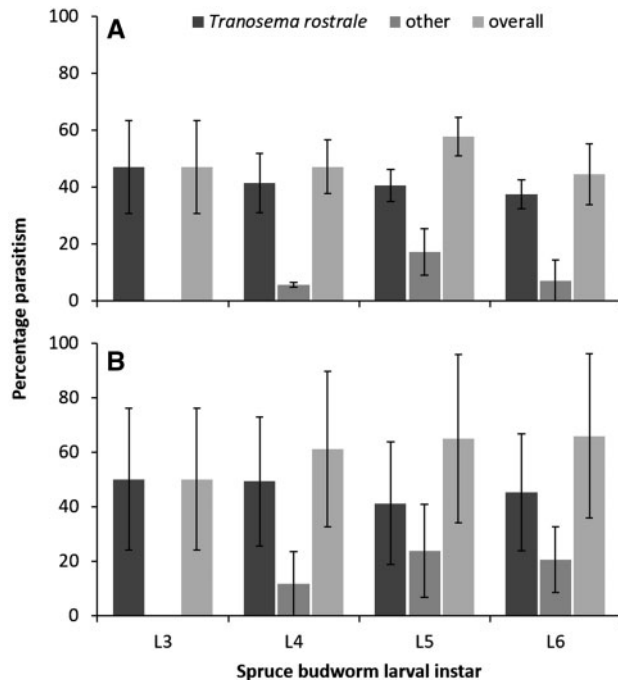 Tranosema rostrale other overall
A
100
80
60
40
20
0
B
100
80
60
40
20
0
Percentage parasitism
L3 L4 L5 L6
Spruce budworm larval instar